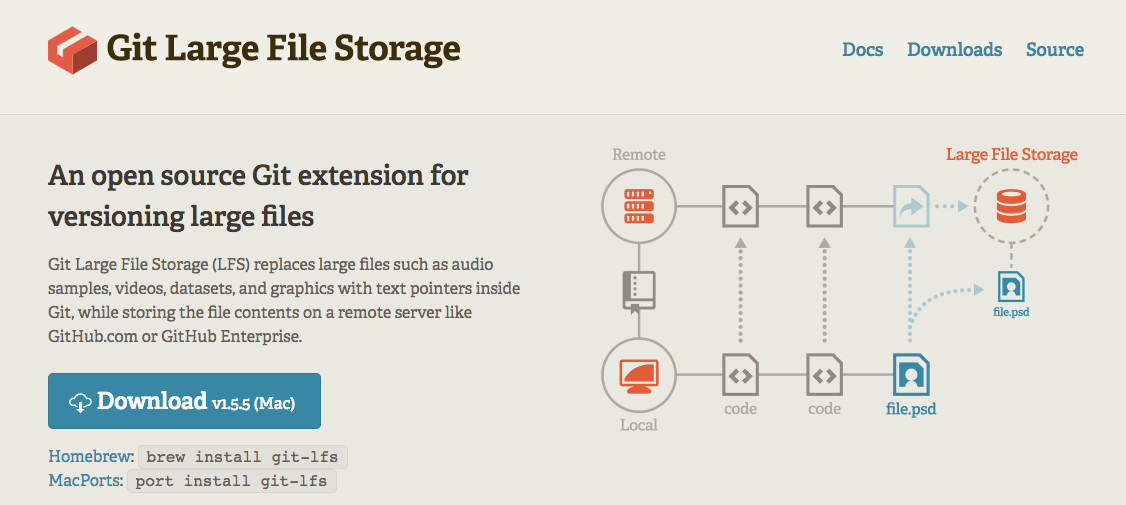 Git Large File Storage
Docs Downloads Source
An open source Git extension for
versioning large files
Git Large File Storage (LFS) replaces large files such as audio
samples, videos, datasets, and graphics with text pointers inside
Git, while storing the file contents on a remote server like
GitHub.com or GitHub Enterprise.
Download v1.5.5 (Mac)
Homebrew: brew install git-lfs
MacPorts: port install git-lfs
Remote
Large File Storage
file.psd
code
code
file.psd
Local